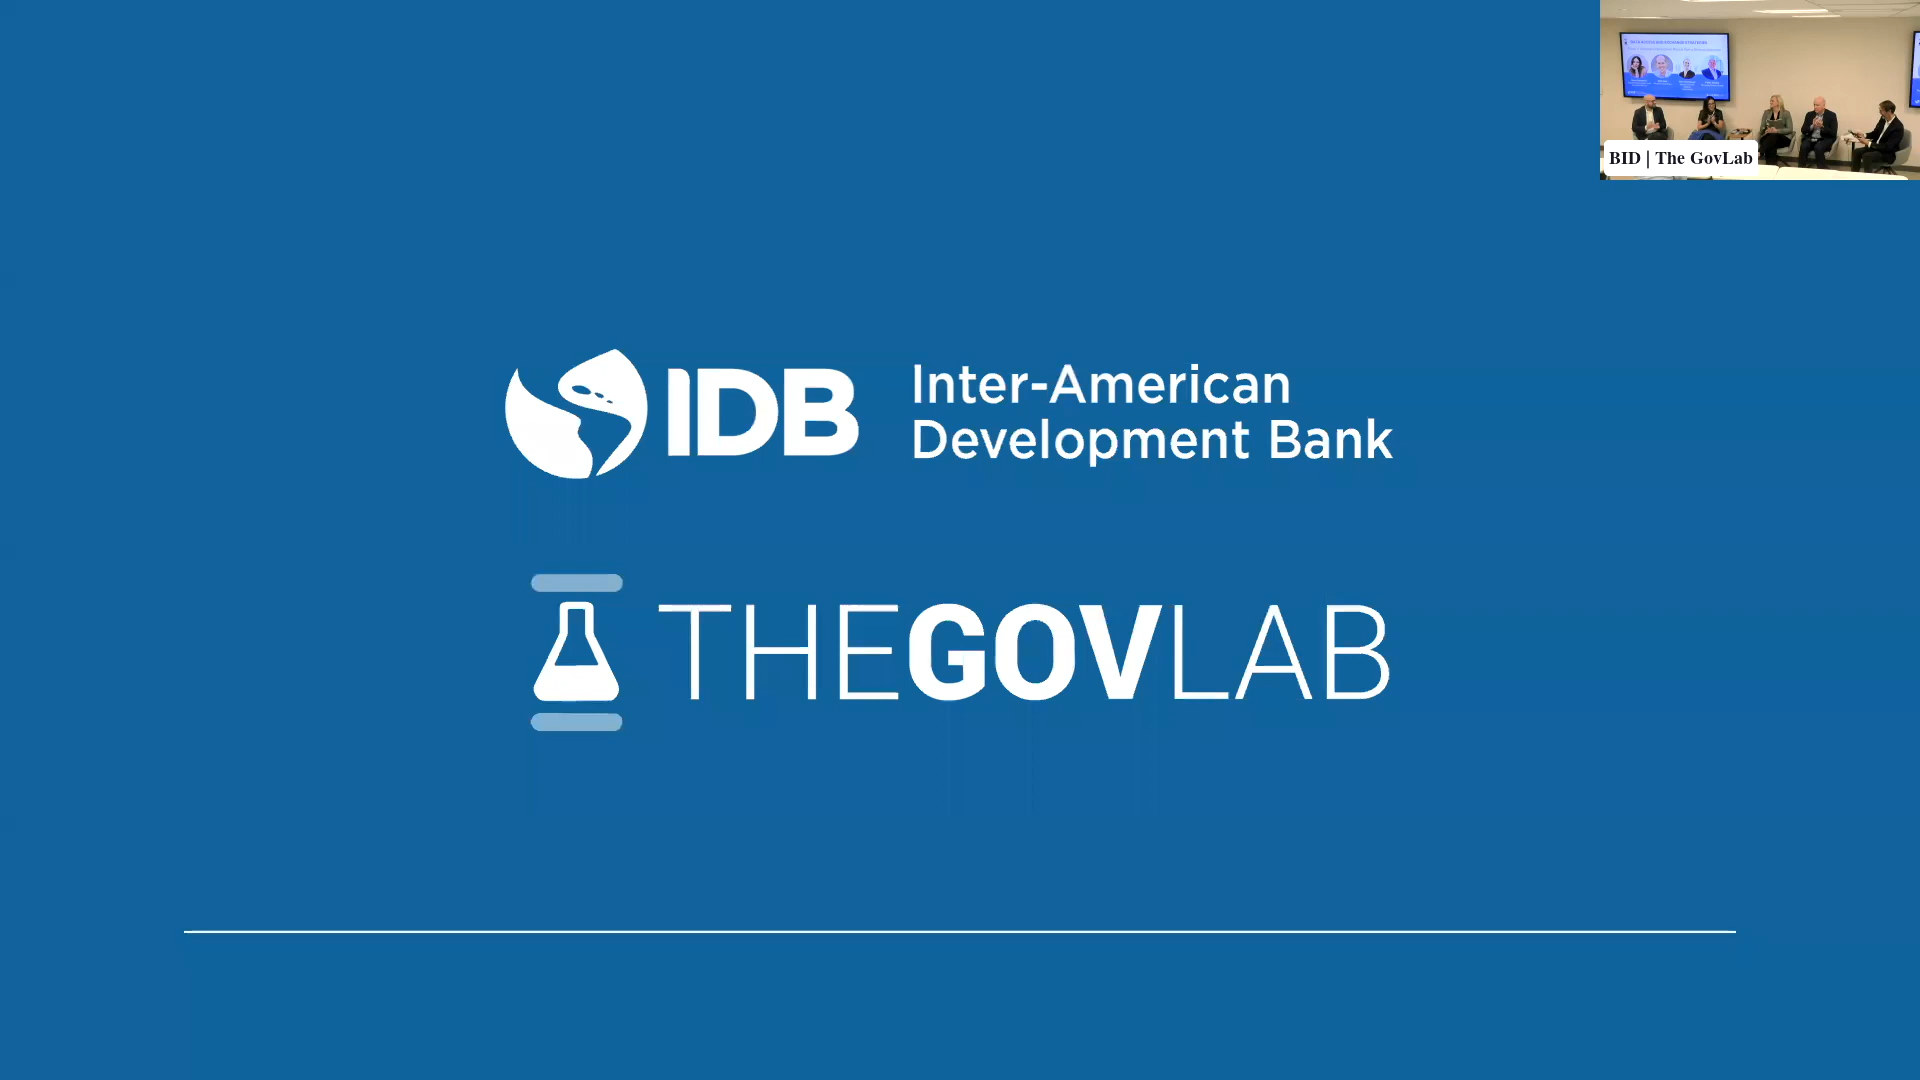 BID | The GovLab
IDB
Inter-American
Development Bank
THEGOVLAB